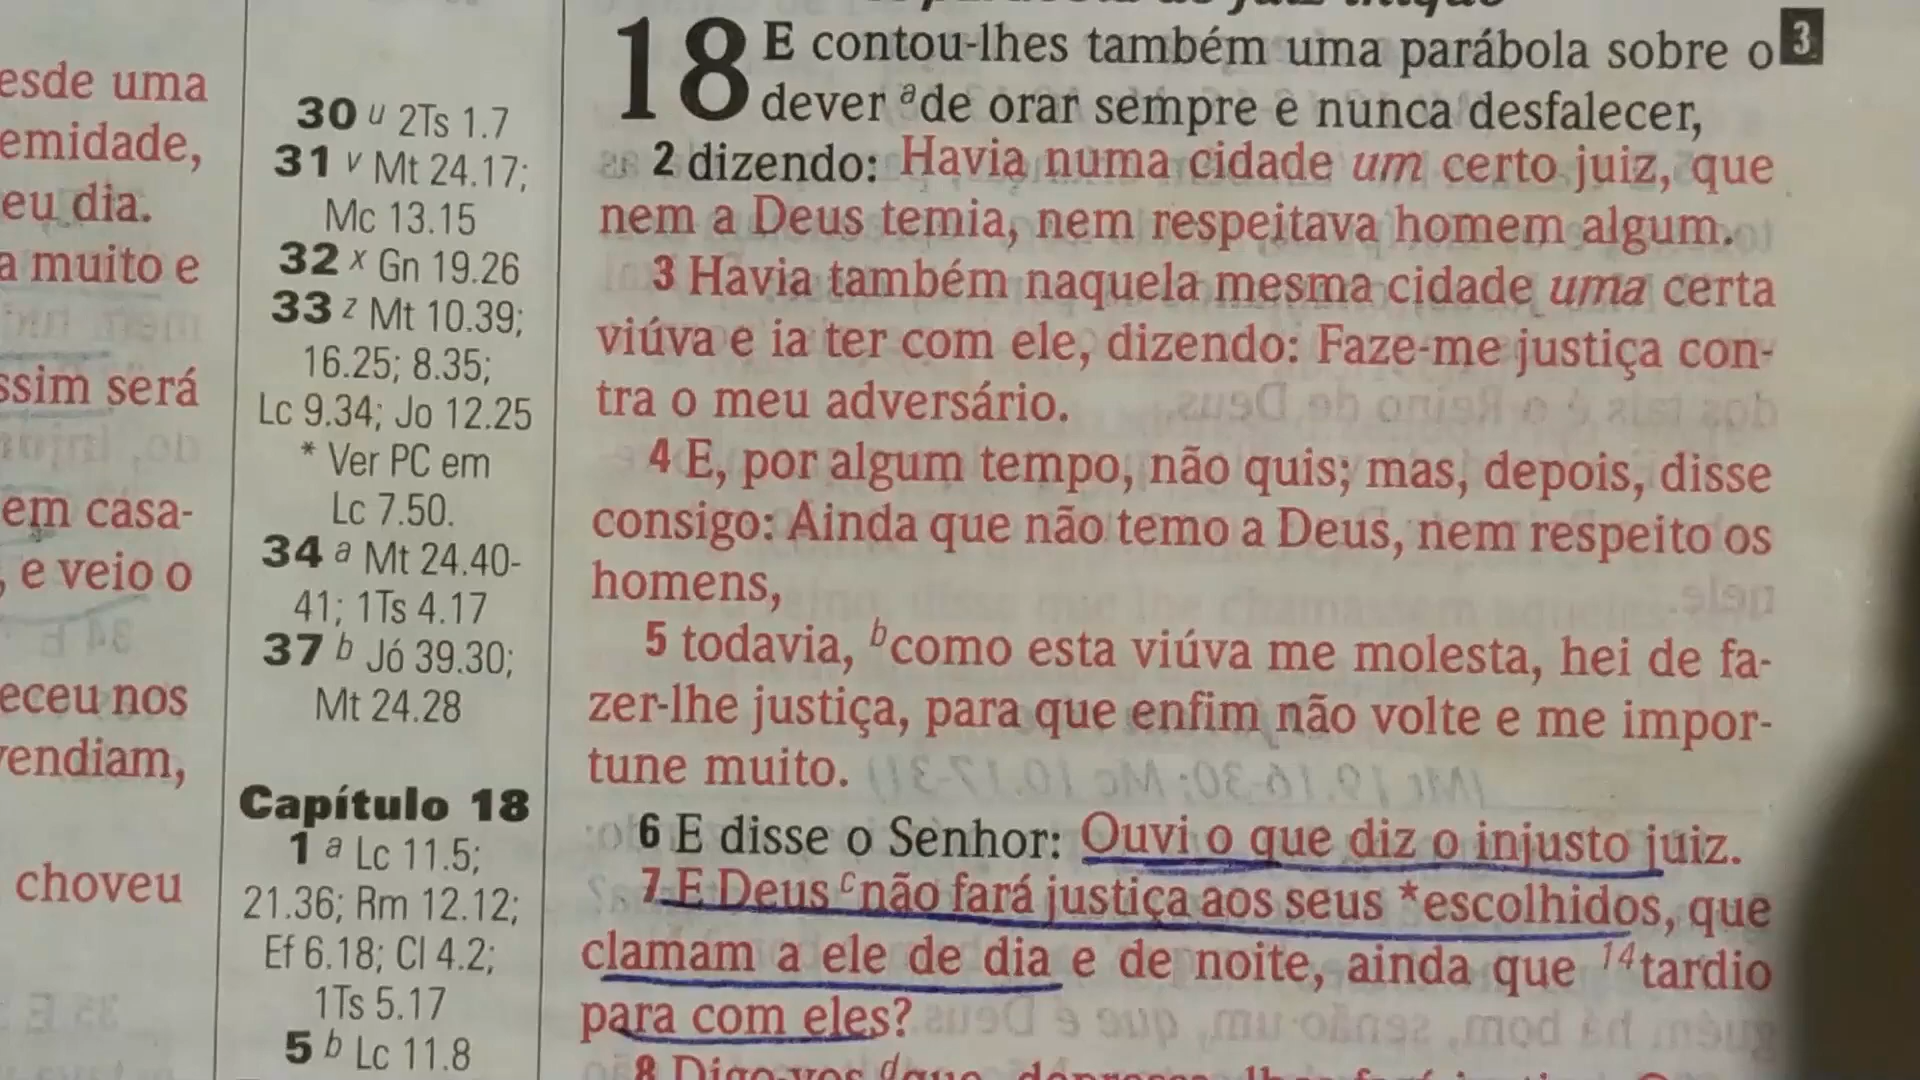 esde uma
emidade,
eu dia.
a muito e
ssim será
em casa-
, e veio o
eceu nos
vendiam,
choveu
30 u 2Ts 1.7
31 v Mt 24.17;
Mc 13.15
32 x Gn 19.26
33 z Mt 10.39;
16.25; 8.35;
Lc 9.34; Jo 12.25
* Ver PC em
Lc 7.50.
34 a Mt 24.40-
41; 1Ts 4.17
37 b Jó 39.30;
Mt 24.28
Capítulo 18
1 a Lc 11.5;
21.36; Rm 12.12;
Ef 6.18; Cl 4.2;
1Ts 5.17
5 b Lc 11.8
18 E contou-lhes também uma parábola sobre o 3
dever a de orar sempre e nunca desfalecer,
2 dizendo: Havia numa cidade um certo juiz, que
nem a Deus temia, nem respeitava homem algum.
3 Havia também naquela mesma cidade uma certa
viúva e ia ter com ele, dizendo: Faze-me justiça con-
tra o meu adversário.
4 E, por algum tempo, não quis; mas, depois, disse
consigo: Ainda que não temo a Deus, nem respeito os
homens,
5 todavia, b como esta viúva me molesta, hei de fa-
zer-lhe justiça, para que enfim não volte e me impor-
tune muito.
6 E disse o Senhor: Ouvi o que diz o injusto juiz.
7 E Deus c não fará justiça aos seus *escolhidos, que
clamam a ele de dia e de noite, ainda que 14 tardio
para com eles?
8 Digo-vos d que,